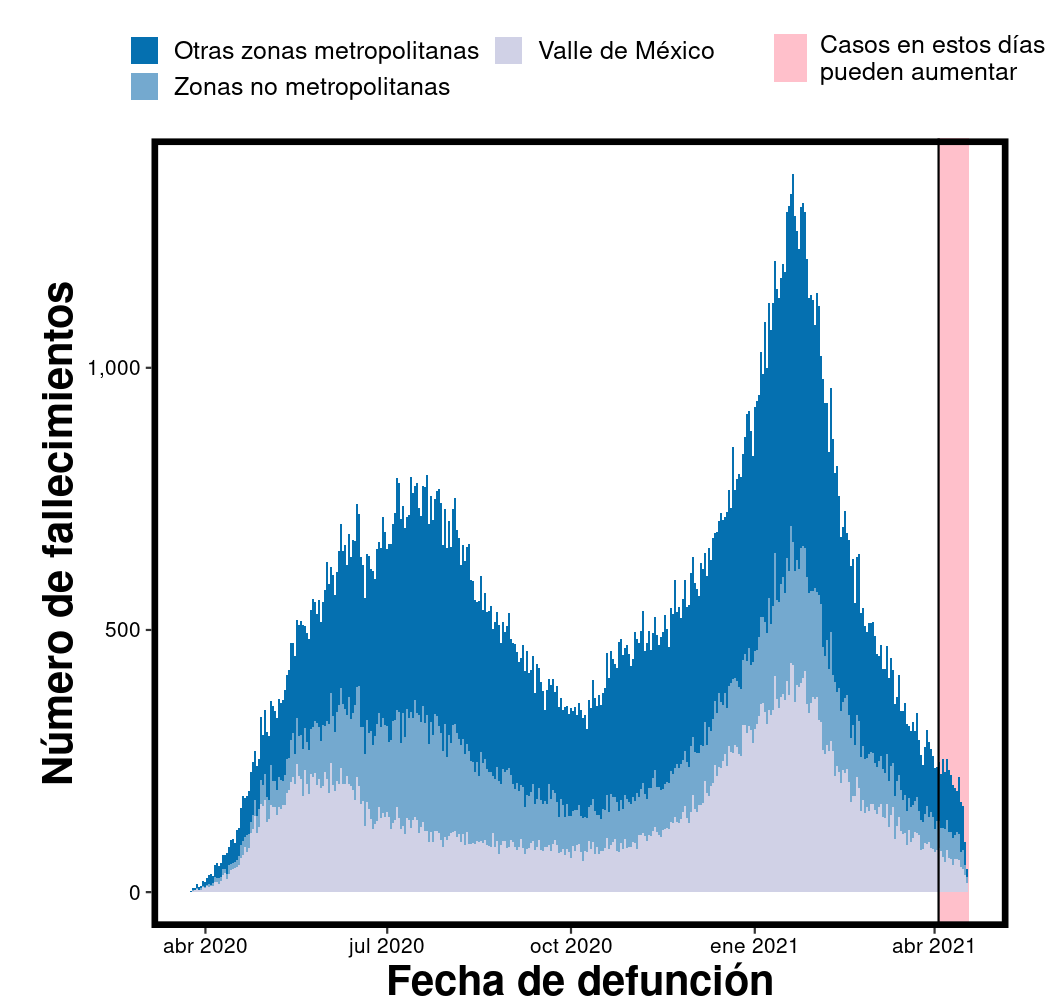 Otras zonas metropolitanas
Valle de México
Casos en estos días
pueden aumentar
Zonas no metropolitanas
Número de fallecimientos
1,000
500
0
abr 2020
jul 2020
oct 2020
ene 2021
abr 2021
Fecha de defunción